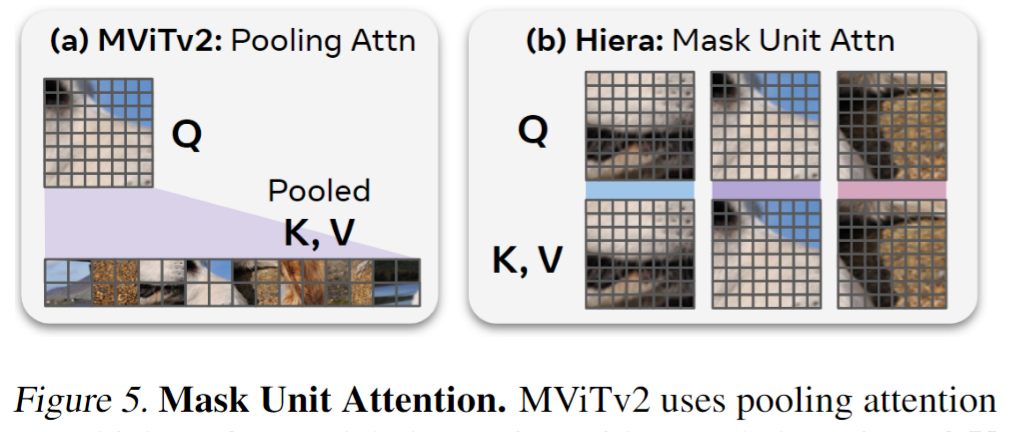 (a) MViTv2: Pooling Attn
Q
Pooled
K, V
(b) Hiera: Mask Unit Attn
Q
K, V
Figure 5. Mask Unit Attention. MViTv2 uses pooling attention